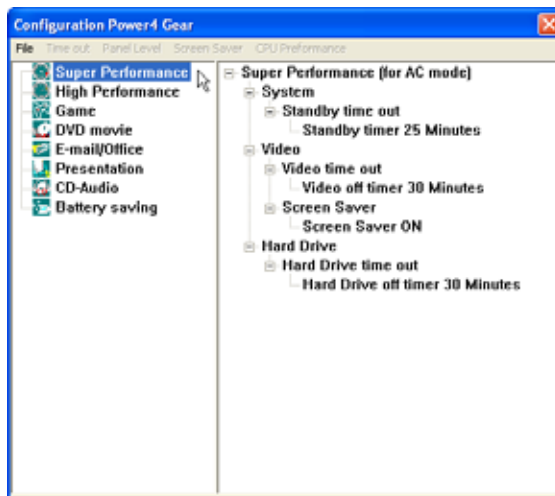 Configuration Power4 Gear
File Time out Panel Level Screen Saver CPU Preformance
Super Performance
High Performance
Game
DVD movie
E-mail/Office
Presentation
CD-Audio
Battery saving
Super Performance (for AC mode)
System
Standby time out
Standby timer 25 Minutes
Video
Video time out
Video off timer 30 Minutes
Screen Saver
Screen Saver ON
Hard Drive
Hard Drive time out
Hard Drive off timer 30 Minutes